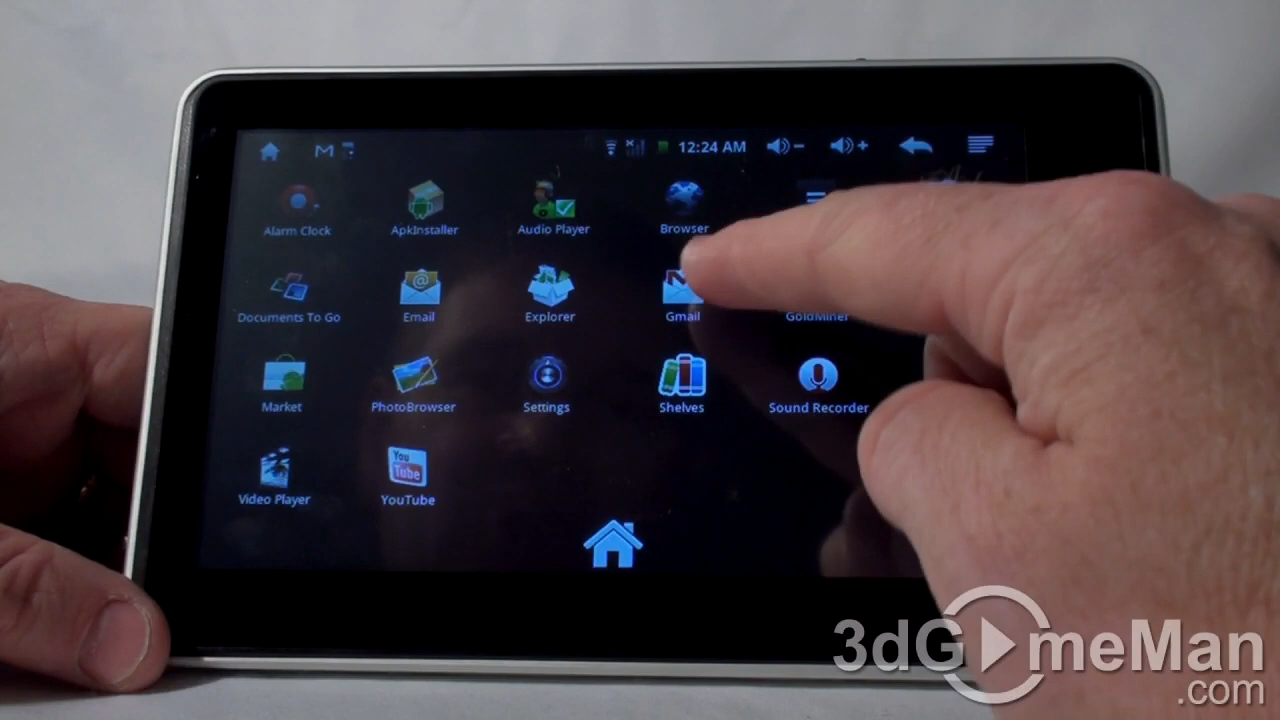 12:24 AM
Alarm Clock
ApkInstaller
Audio Player
Browser
Documents To Go
Email
Explorer
Gmail
GoldMiner
Market
PhotoBrowser
Settings
Shelves
Sound Recorder
Video Player
You Tube
YouTube
3dGameMan
.com